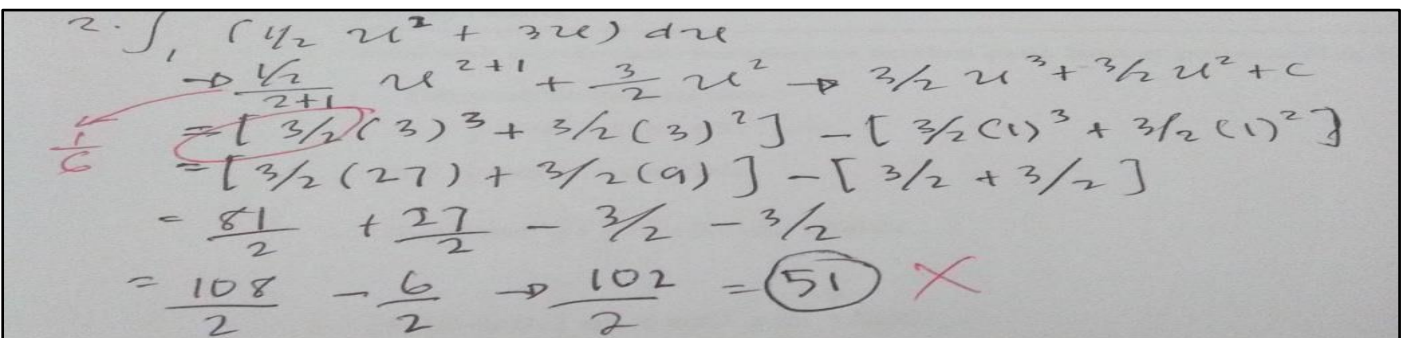 2. ∫₁ (1/2 x² + 3x) dx
→ (1/2)/(2+1) x^(2+1) + 3/2 x² → 3/2 x³ + 3/2 x² + C
1/6
= [3/2 (3)³ + 3/2 (3)²] - [3/2 (1)³ + 3/2 (1)²]
= [3/2 (27) + 3/2 (9)] - [3/2 + 3/2]
= 81/2 + 27/2 - 3/2 - 3/2
= 108/2 - 6/2 → 102/2 = 51 ×